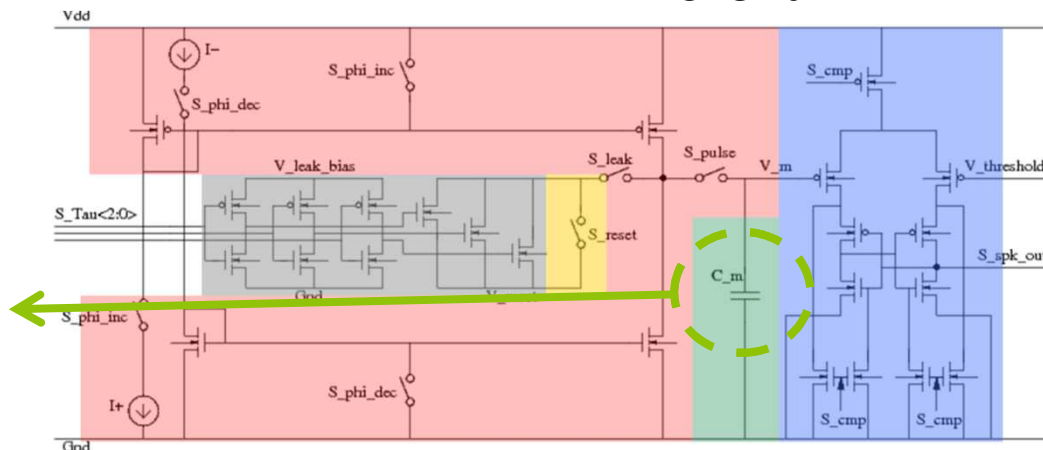 Vdd
I-
S_phi_inc
S_cmp
S_phi_dec
V_leak_bias
S_leak
S_pulse
V_m
V_threshold
S_Tau<2:0>
S_reset
S_spk_out
C_m
Gnd
S_phi_inc
S_phi_dec
I+
S_cmp
S_cmp
Gnd